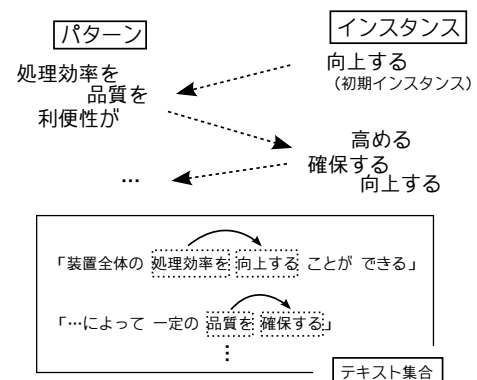 パターン
インスタンス
処理効率を
品質を
利便性が
向上する
(初期インスタンス)
高める
確保する
向上する
…
「装置全体の 処理効率を 向上する ことが できる」
「…によって 一定の 品質を 確保する」
⋮
テキスト集合